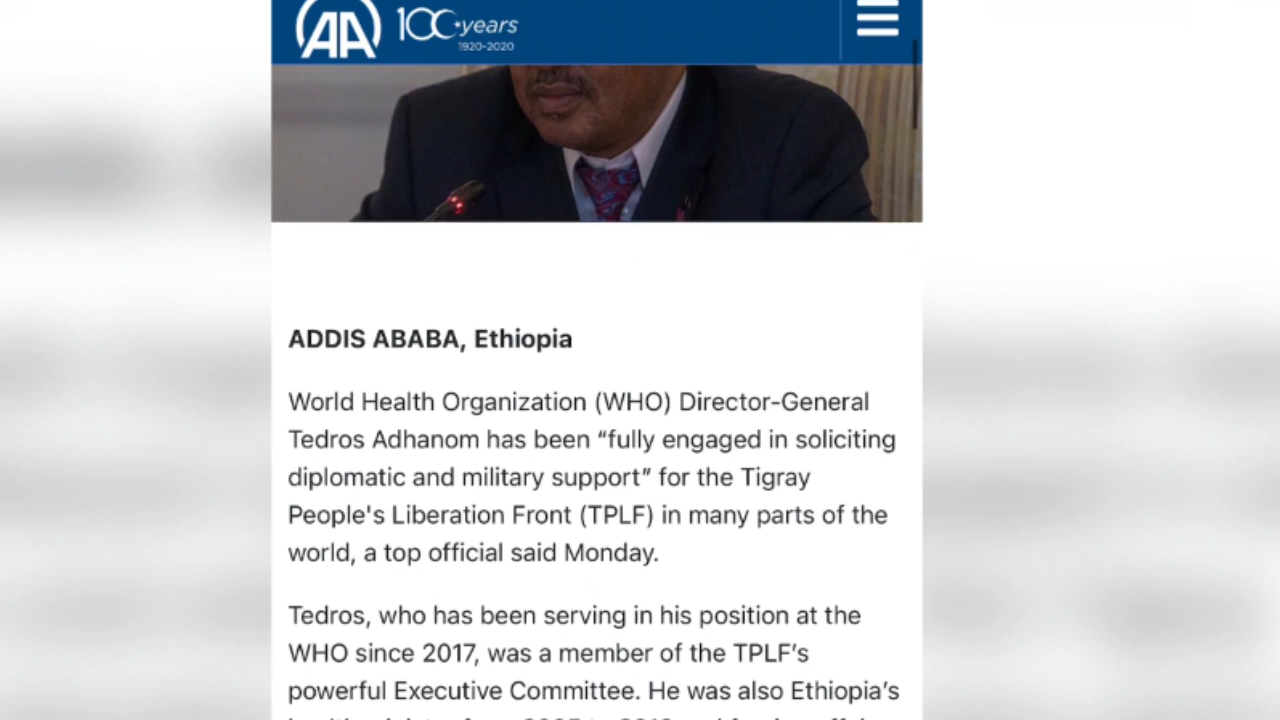 AA 100 years
1920-2020
ADDIS ABABA, Ethiopia
World Health Organization (WHO) Director-General
Tedros Adhanom has been “fully engaged in soliciting
diplomatic and military support” for the Tigray
People's Liberation Front (TPLF) in many parts of the
world, a top official said Monday.
Tedros, who has been serving in his position at the
WHO since 2017, was a member of the TPLF’s
powerful Executive Committee. He was also Ethiopia’s